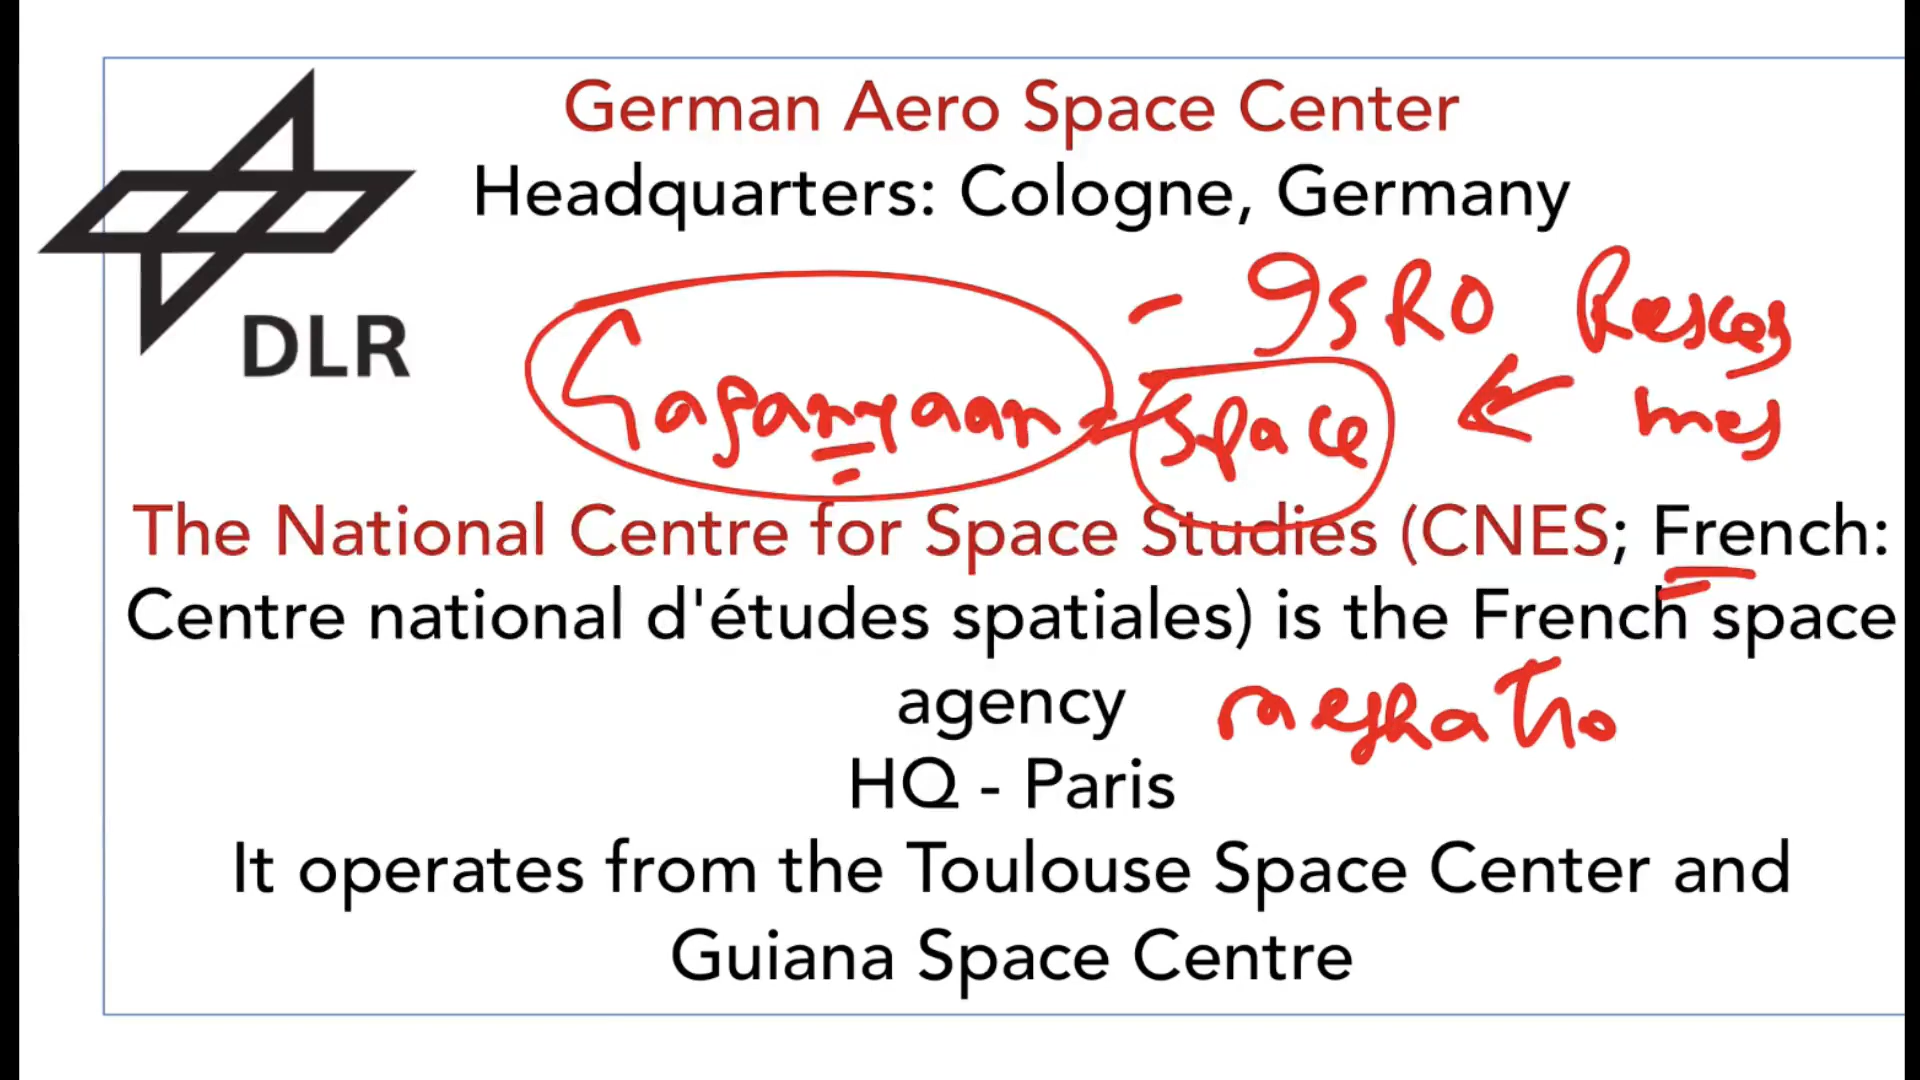 German Aero Space Center
Headquarters: Cologne, Germany
DLR
- ISRO
Gaganyaan - Space
The National Centre for Space Studies (CNES; French:
Centre national d'études spatiales) is the French space
agency
HQ - Paris
It operates from the Toulouse Space Center and
Guiana Space Centre